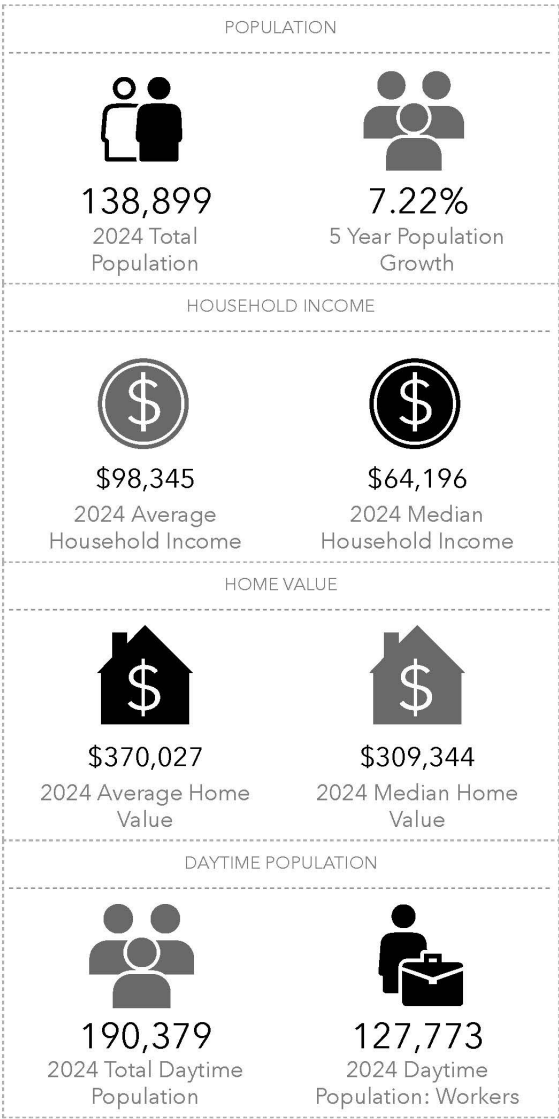 POPULATION
138,899
2024 Total
Population
7.22%
5 Year Population
Growth
HOUSEHOLD INCOME
$
$98,345
2024 Average
Household Income
$
$64,196
2024 Median
Household Income
HOME VALUE
$
$370,027
2024 Average Home
Value
$
$309,344
2024 Median Home
Value
DAYTIME POPULATION
190,379
2024 Total Daytime
Population
127,773
2024 Daytime
Population: Workers